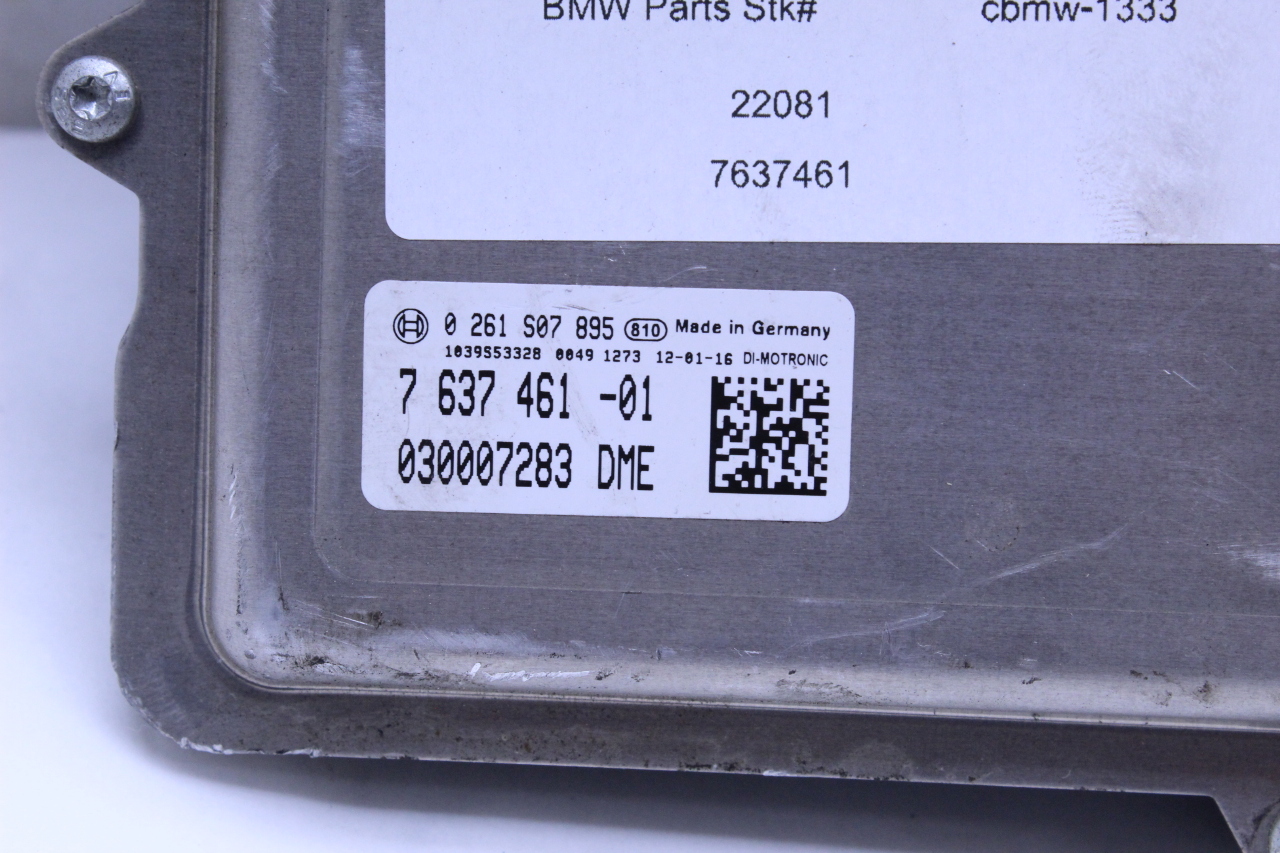 BMW Parts Stk# cbmw-1333
22081
7637461
0 261 S07 895 810 Made in Germany
1039S53328 0049 1273 12-01-16 DI-MOTRONIC
7 637 461 -01
030007283 DME